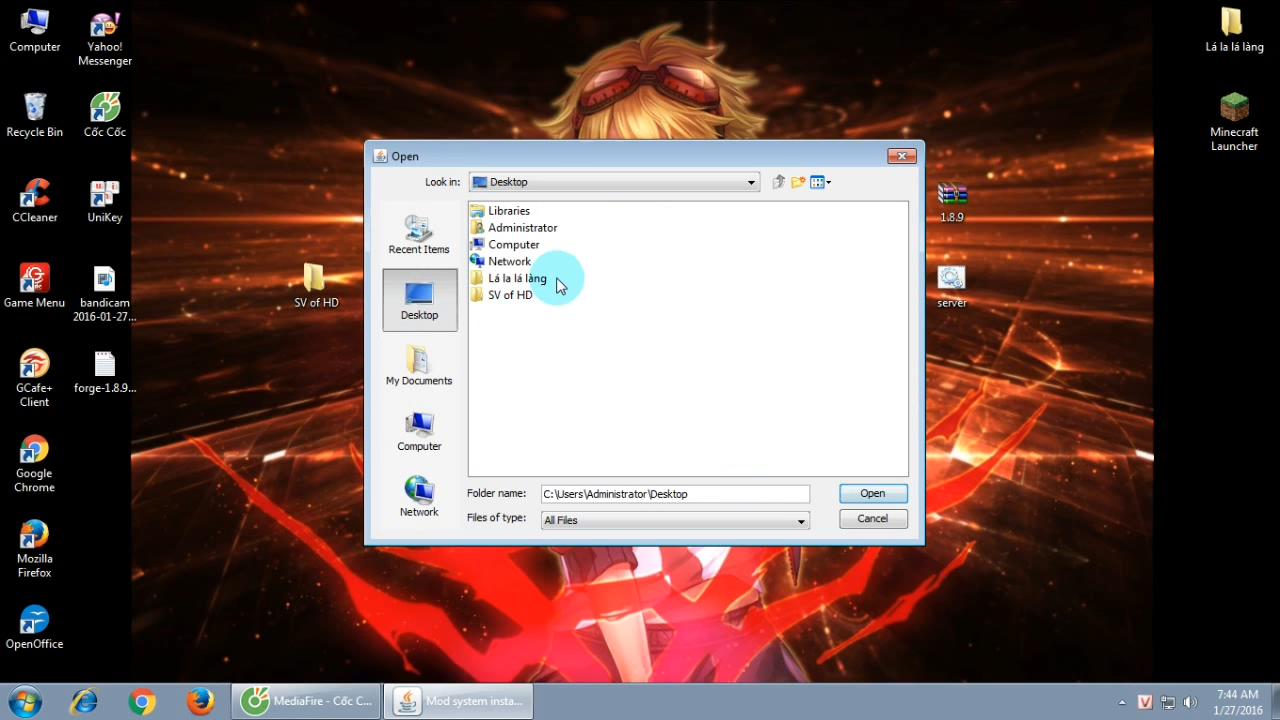 Computer
Yahoo!
Messenger
Recycle Bin
Cốc Cốc
CCleaner
UniKey
Game Menu
bandicam
2016-01-27...
GCafe+
Client
forge-1.8.9...
Google
Chrome
Mozilla
Firefox
OpenOffice
SV of HD
Open
Look in:
Desktop
Recent Items
Desktop
My Documents
Computer
Network
Libraries
Administrator
Computer
Network
Lá la lá làng
SV of HD
Folder name:
C:\Users\Administrator\Desktop
Open
Files of type:
All Files
Cancel
1.8.9
server
Lá la lá làng
Minecraft
Launcher
MediaFire - Cốc C...
Mod system insta...
V
7:44 AM
1/27/2016